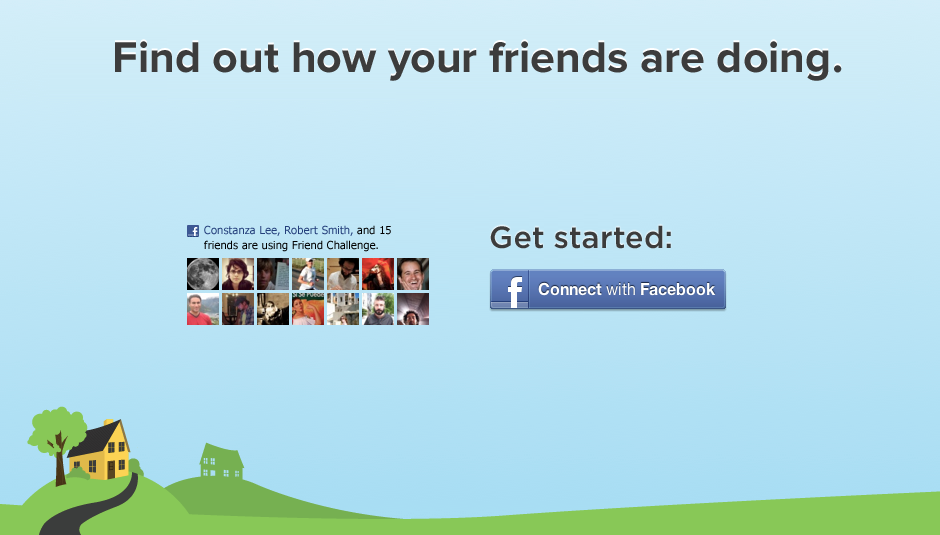 Find out how your friends are doing.
Constanza Lee, Robert Smith, and 15
friends are using Friend Challenge.
Get started:
Connect with Facebook